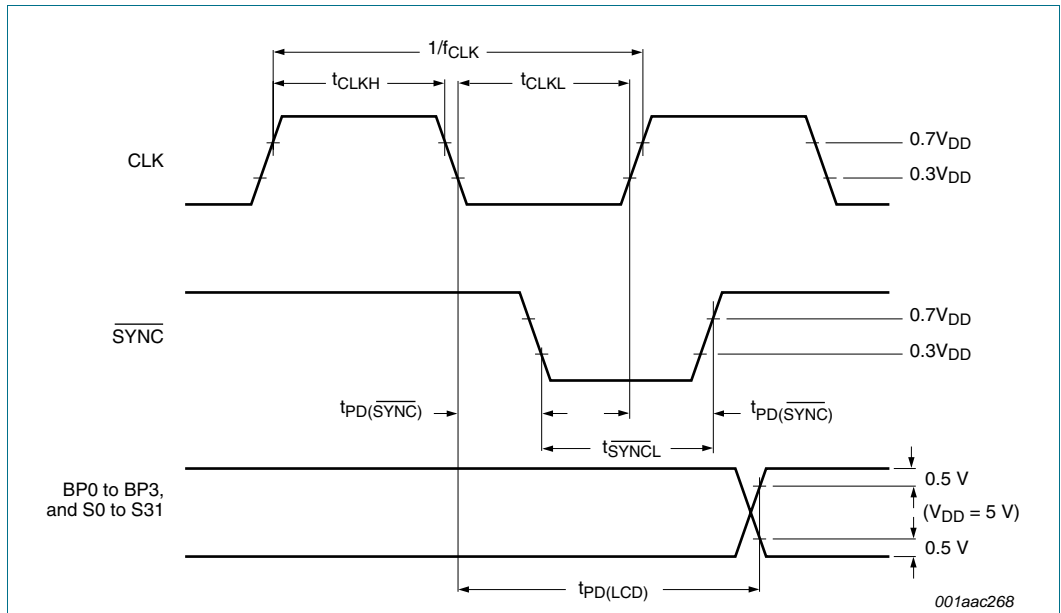 1/fCLK
tCLKH
tCLKL
CLK
0.7VDD
0.3VDD
SYNC
0.7VDD
0.3VDD
tPD(SYNC)
tPD(SYNC)
tSYNCL
BP0 to BP3,
and S0 to S31
0.5 V
(VDD = 5 V)
0.5 V
tPD(LCD)
001aac268